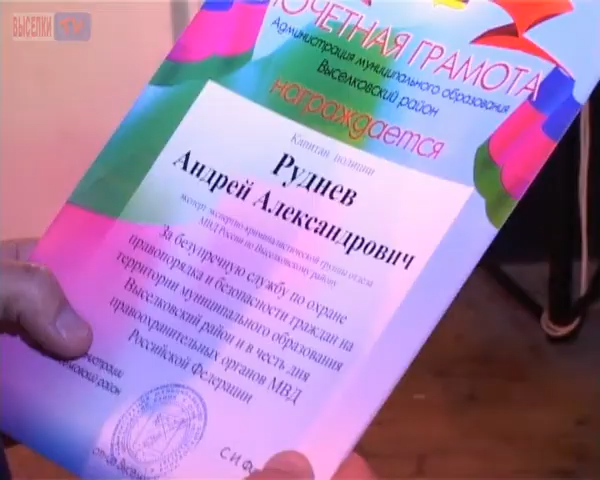 ВЫСЕЛКИ TV
ПОЧЕТНАЯ ГРАМОТА
Администрация муниципального образования
Выселковский район
награждается
Капитан полиции
Руднев
Андрей Александрович
эксперт экспертно-криминалистической группы отдела
МВД России по Выселковскому району
За безупречную службу по охране
правопорядка и безопасности граждан на
территории муниципального образования
Выселковский район и в честь дня
правоохранительных органов МВД
Российской Федерации
С.И.